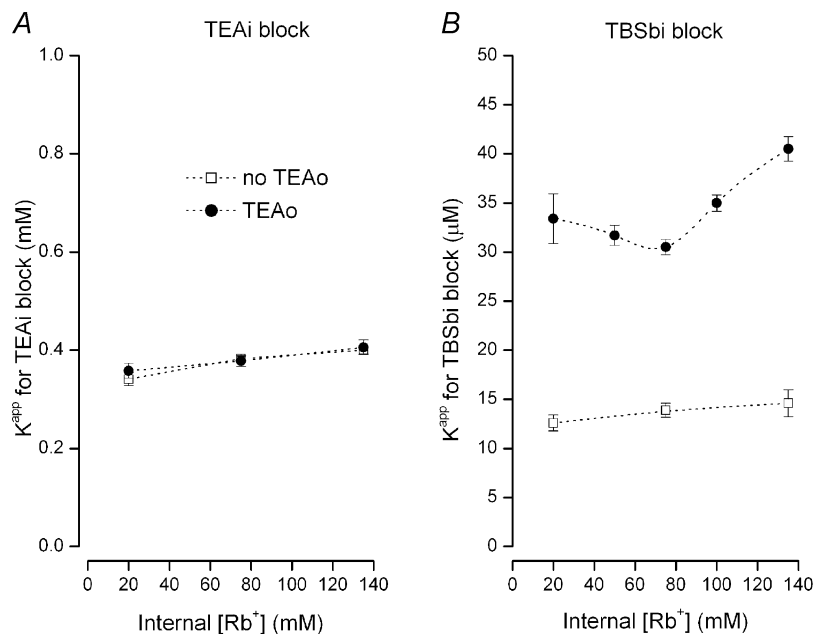 A
TEAi block
1.0
0.8
0.6
0.4
0.2
0.0
K^app for TEAi block (mM)
no TEAo
TEAo
0 20 40 60 80 100 120 140
Internal [Rb⁺] (mM)
B
TBSbi block
50
45
40
35
30
25
20
15
10
5
0
K^app for TBSbi block (μM)
0 20 40 60 80 100 120 140
Internal [Rb⁺] (mM)